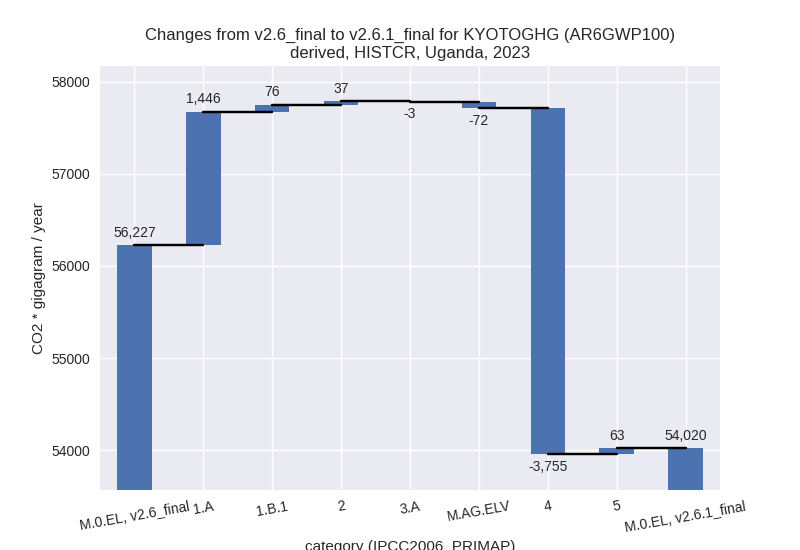 Changes from v2.6_final to v2.6.1_final for KYOTOGHG (AR6GWP100)
derived, HISTCR, Uganda, 2023
CO2 * gigagram / year
58000
57000
56000
55000
54000
56,227
1,446
76
37
-3
-72
-3,755
63
54,020
M.0.EL, v2.6_final
1.A
1.B.1
2
3.A
M.AG.ELV
4
5
M.0.EL, v2.6.1_final
category (IPCC2006_PRIMAP)